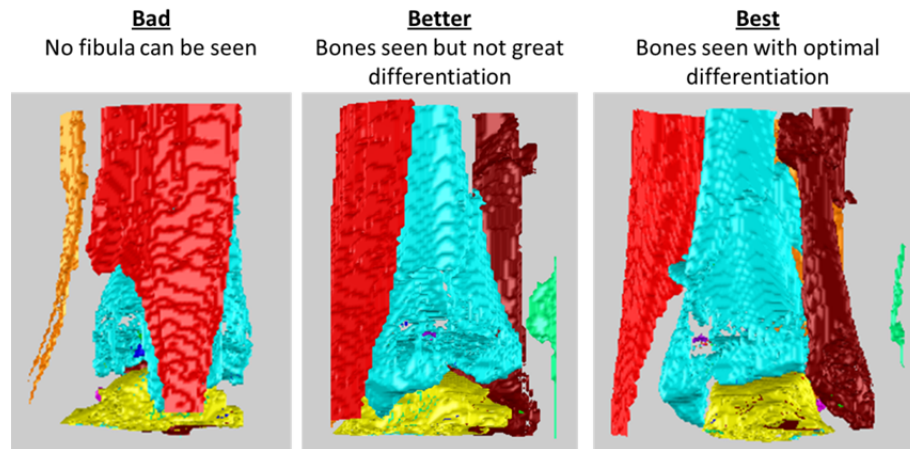 Bad
No fibula can be seen
Better
Bones seen but not great
differentiation
Best
Bones seen with optimal
differentiation